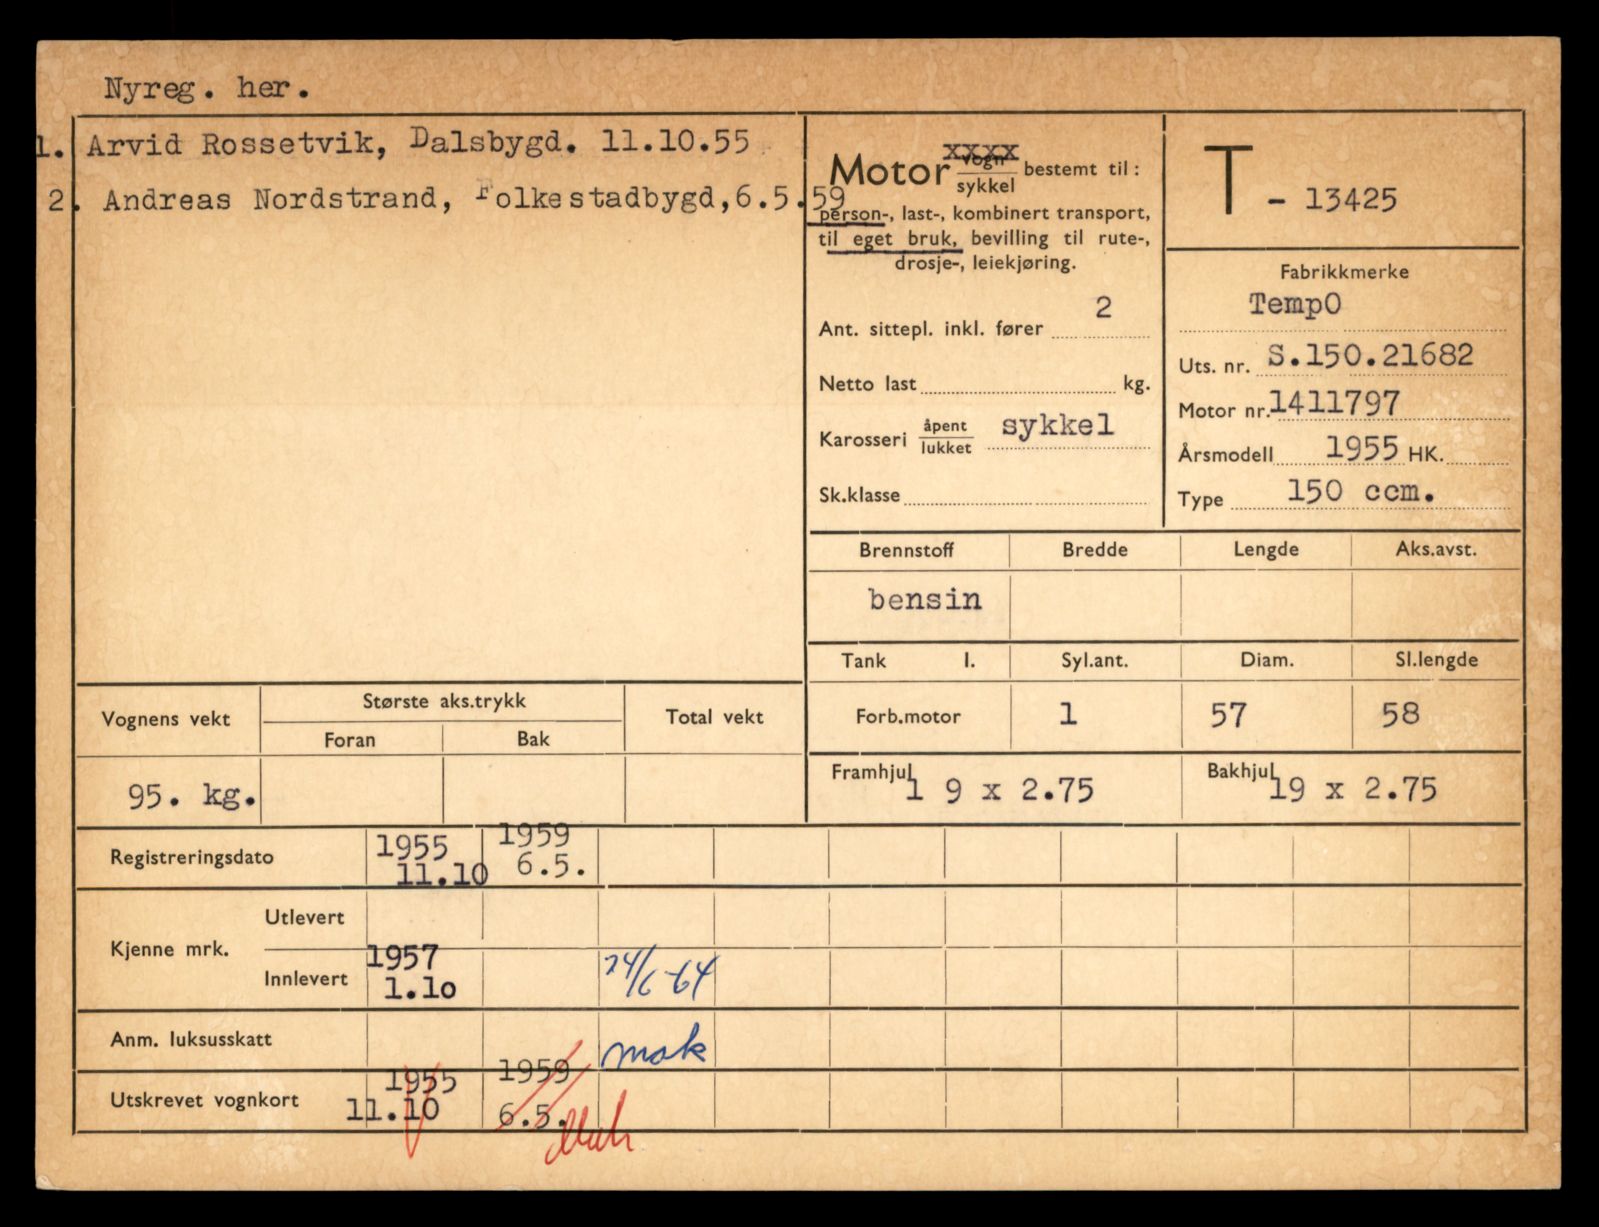 Nyreg. her.
1. Arvid Rossetvik, Dalsbygd. 11.10.55
2. Andreas Nordstrand, Folkestadbygd,6.5.59
Motor vogn xxxx
sykkel bestemt til:
person-, last-, kombinert transport,
til eget bruk, bevilling til rute-,
drosje-, leiekjøring.
Ant. sittepl. inkl. fører 2
Netto last kg.
Karosseri åpent
lukket sykkel
Sk.klasse
T - 13425
Fabrikkmerke
TempO
Uts. nr. S.150.21682
Motor nr. 1411797
Årsmodell 1955 HK.
Type 150 ccm.
Brennstoff Bredde Lengde Aks.avst.
bensin
Tank l. Syl.ant. Diam. Sl.lengde
Forb.motor 1 57 58
Framhjul 1 9 x 2.75 Bakhjul 19 x 2.75
Vognens vekt Største aks.trykk Total vekt
Foran Bak
95. kg.
Registreringsdato 1955 1959
11.10 6.5.
Kjenne mrk. Utlevert
Innlevert 1957
1.10 24/6-64
Anm. luksusskatt mak
Utskrevet vognkort 1955 1959
11.10 6.5.